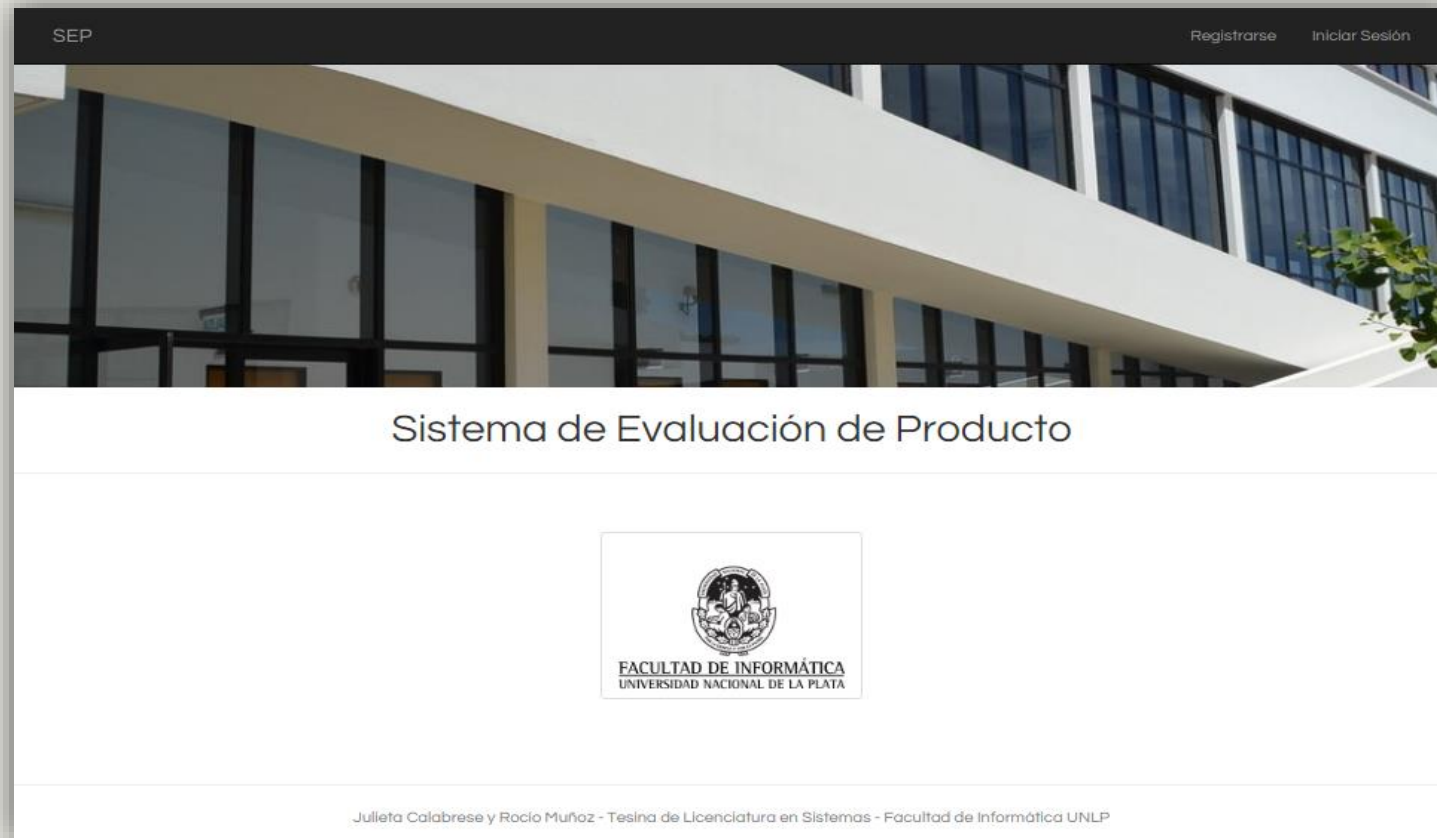 SEP
Registrarse
Iniciar Sesión
Sistema de Evaluación de Producto
FACULTAD DE INFORMÁTICA
UNIVERSIDAD NACIONAL DE LA PLATA
Julieta Calabrese y Rocío Muñoz - Tesina de Licenciatura en Sistemas - Facultad de Informática UNLP